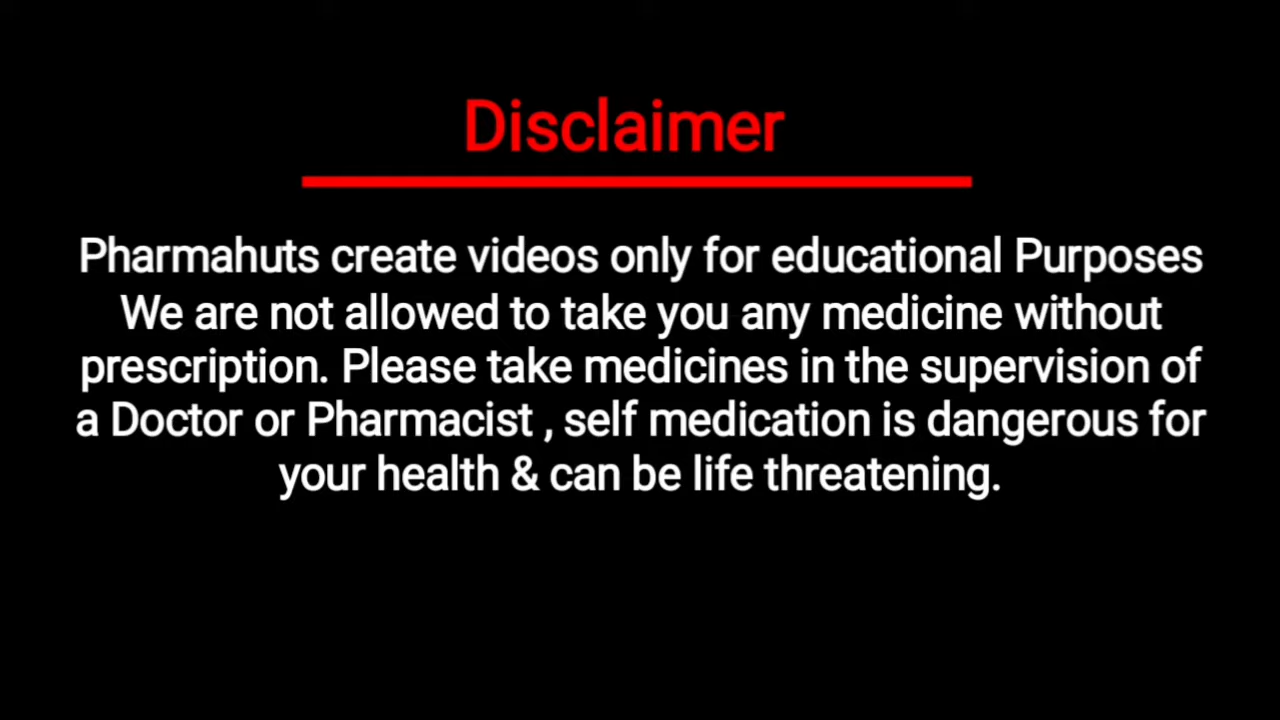 Disclaimer
Pharmahuts create videos only for educational Purposes
We are not allowed to take you any medicine without
prescription. Please take medicines in the supervision of
a Doctor or Pharmacist , self medication is dangerous for
your health & can be life threatening.